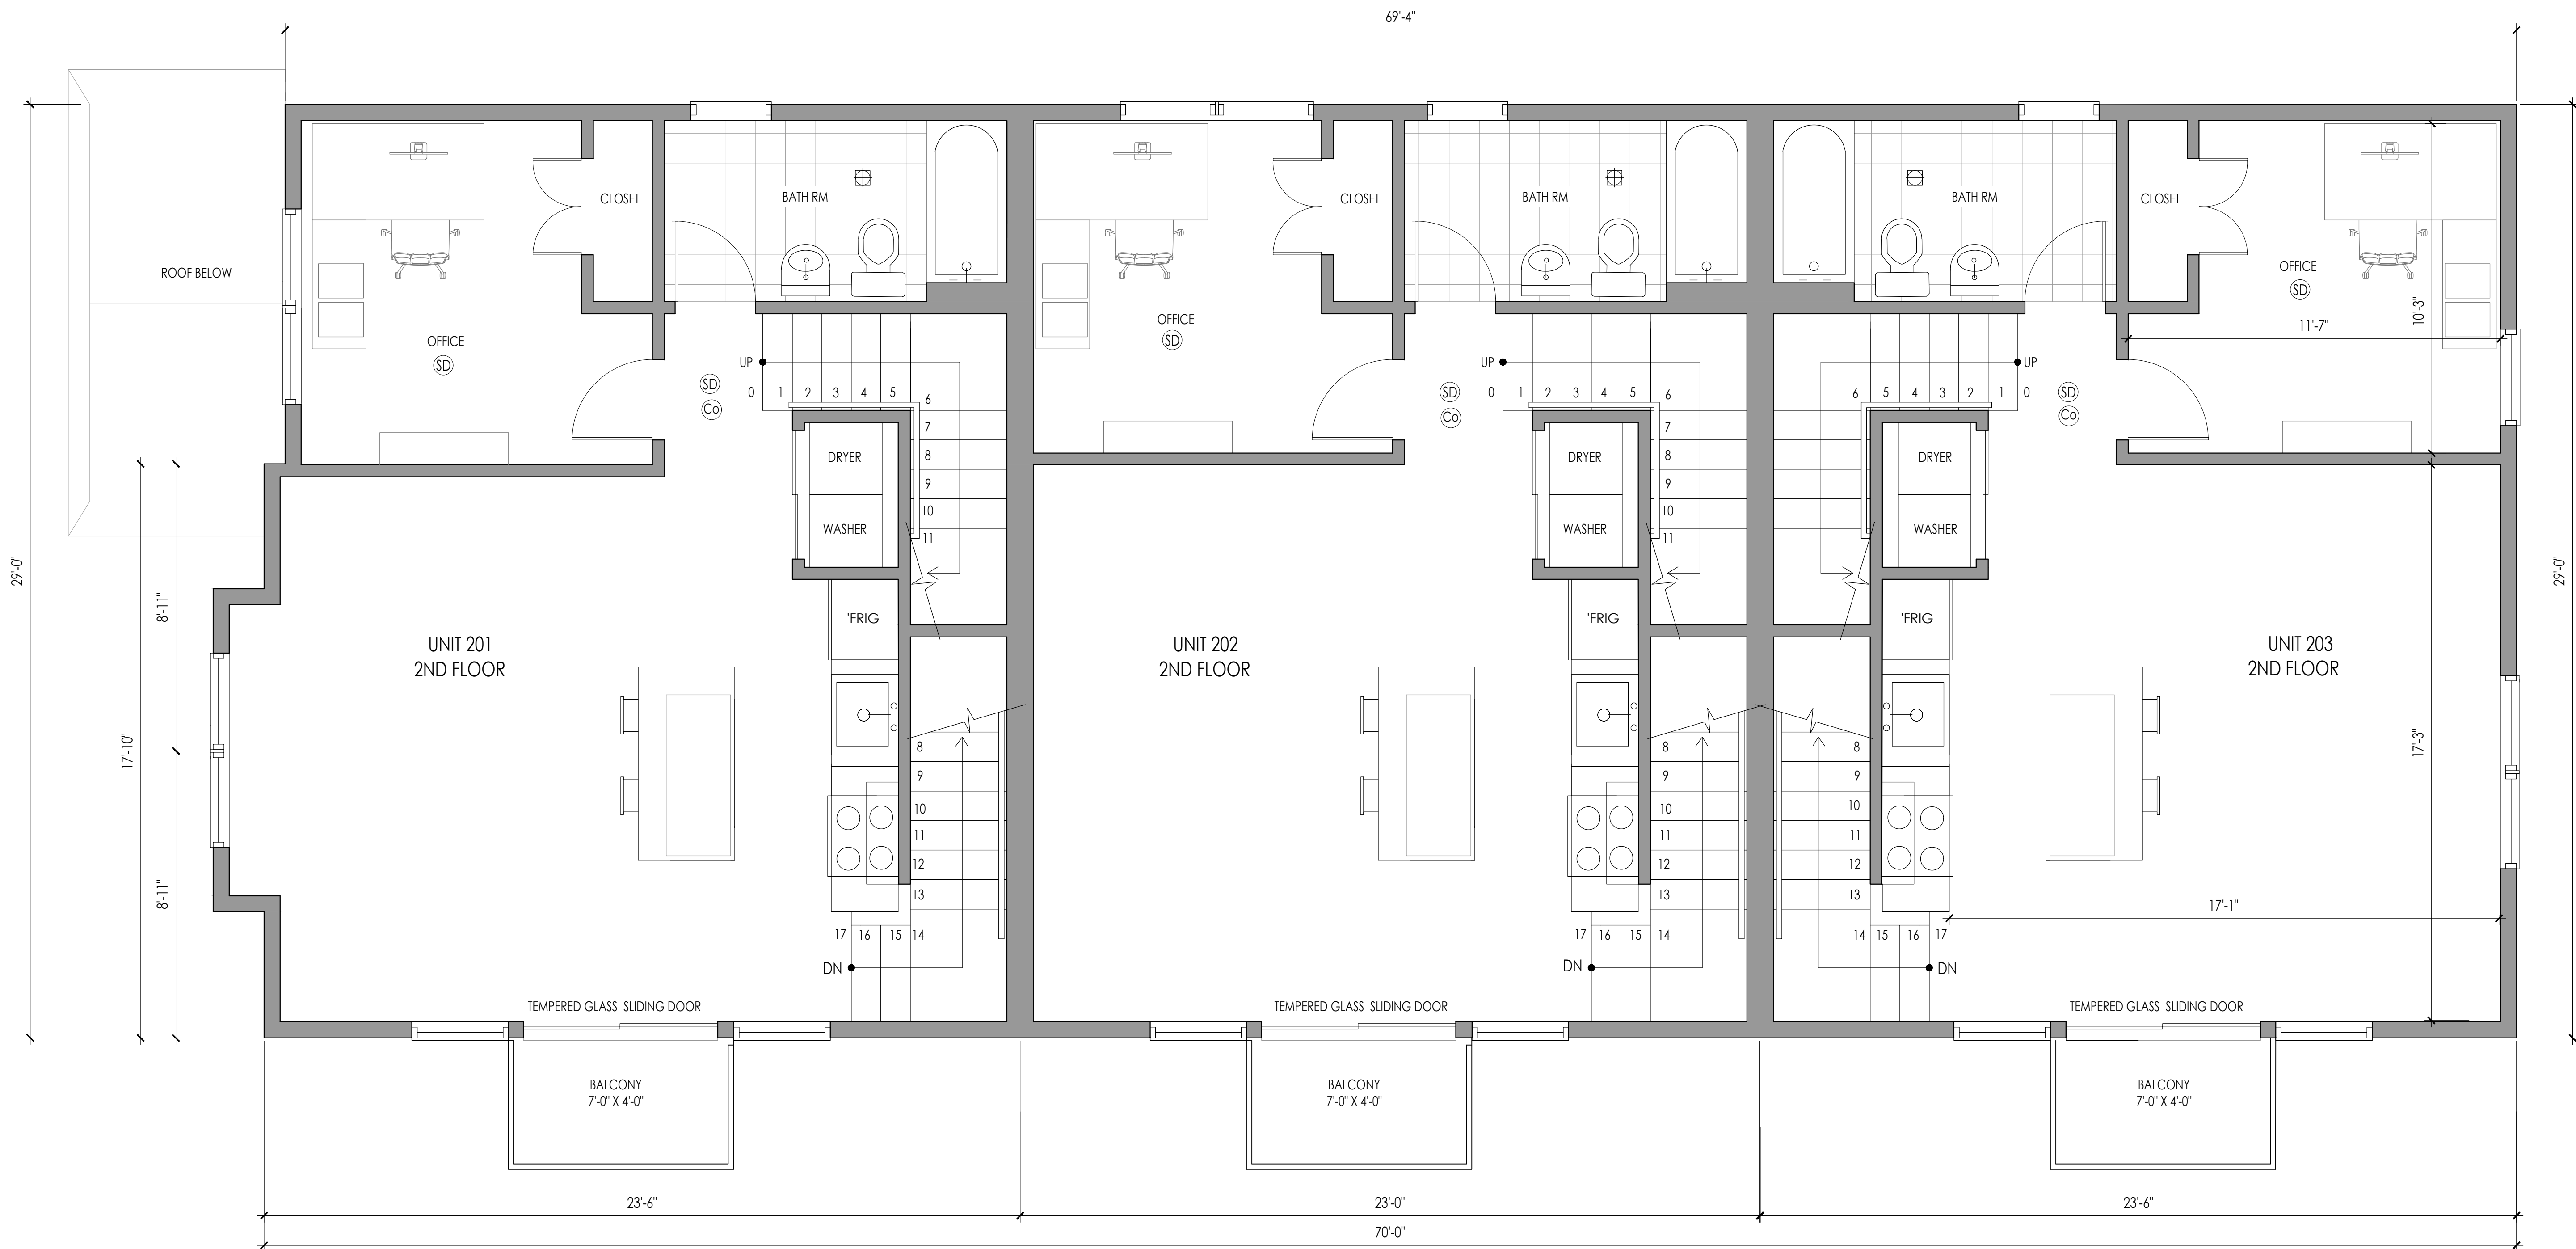 69'-4"
ROOF BELOW
29'-0"
17'-10"
8'-11"
8'-11"
OFFICE
SD
CLOSET
BATH RM
SD
Co
UP
0 1 2 3 4 5
6
7
8
9
10
11
DRYER
WASHER
'FRIG
UNIT 201
2ND FLOOR
8
9
10
11
12
13
17 16 15 14
DN
TEMPERED GLASS SLIDING DOOR
BALCONY
7'-0" X 4'-0"
OFFICE
SD
CLOSET
BATH RM
SD
Co
UP
0 1 2 3 4 5
6
7
8
9
10
11
DRYER
WASHER
'FRIG
UNIT 202
2ND FLOOR
8
9
10
11
12
13
17 16 15 14
DN
TEMPERED GLASS SLIDING DOOR
BALCONY
7'-0" X 4'-0"
BATH RM
CLOSET
OFFICE
SD
10'-3"
11'-7"
UP
6 5 4 3 2 1 0
SD
Co
DRYER
WASHER
'FRIG
UNIT 203
2ND FLOOR
8
9
10
11
12
13
14 15 16 17
DN
17'-3"
17'-1"
29'-0"
TEMPERED GLASS SLIDING DOOR
BALCONY
7'-0" X 4'-0"
23'-6"
23'-0"
23'-6"
70'-0"